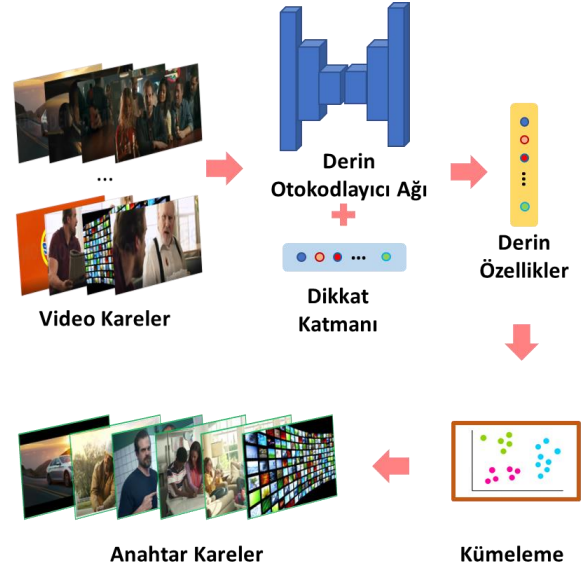 ...
Video Kareler
Derin
Otokodlayıcı Ağı
+
...
Dikkat
Katmanı
...
Derin
Özellikler
Kümeleme
Anahtar Kareler